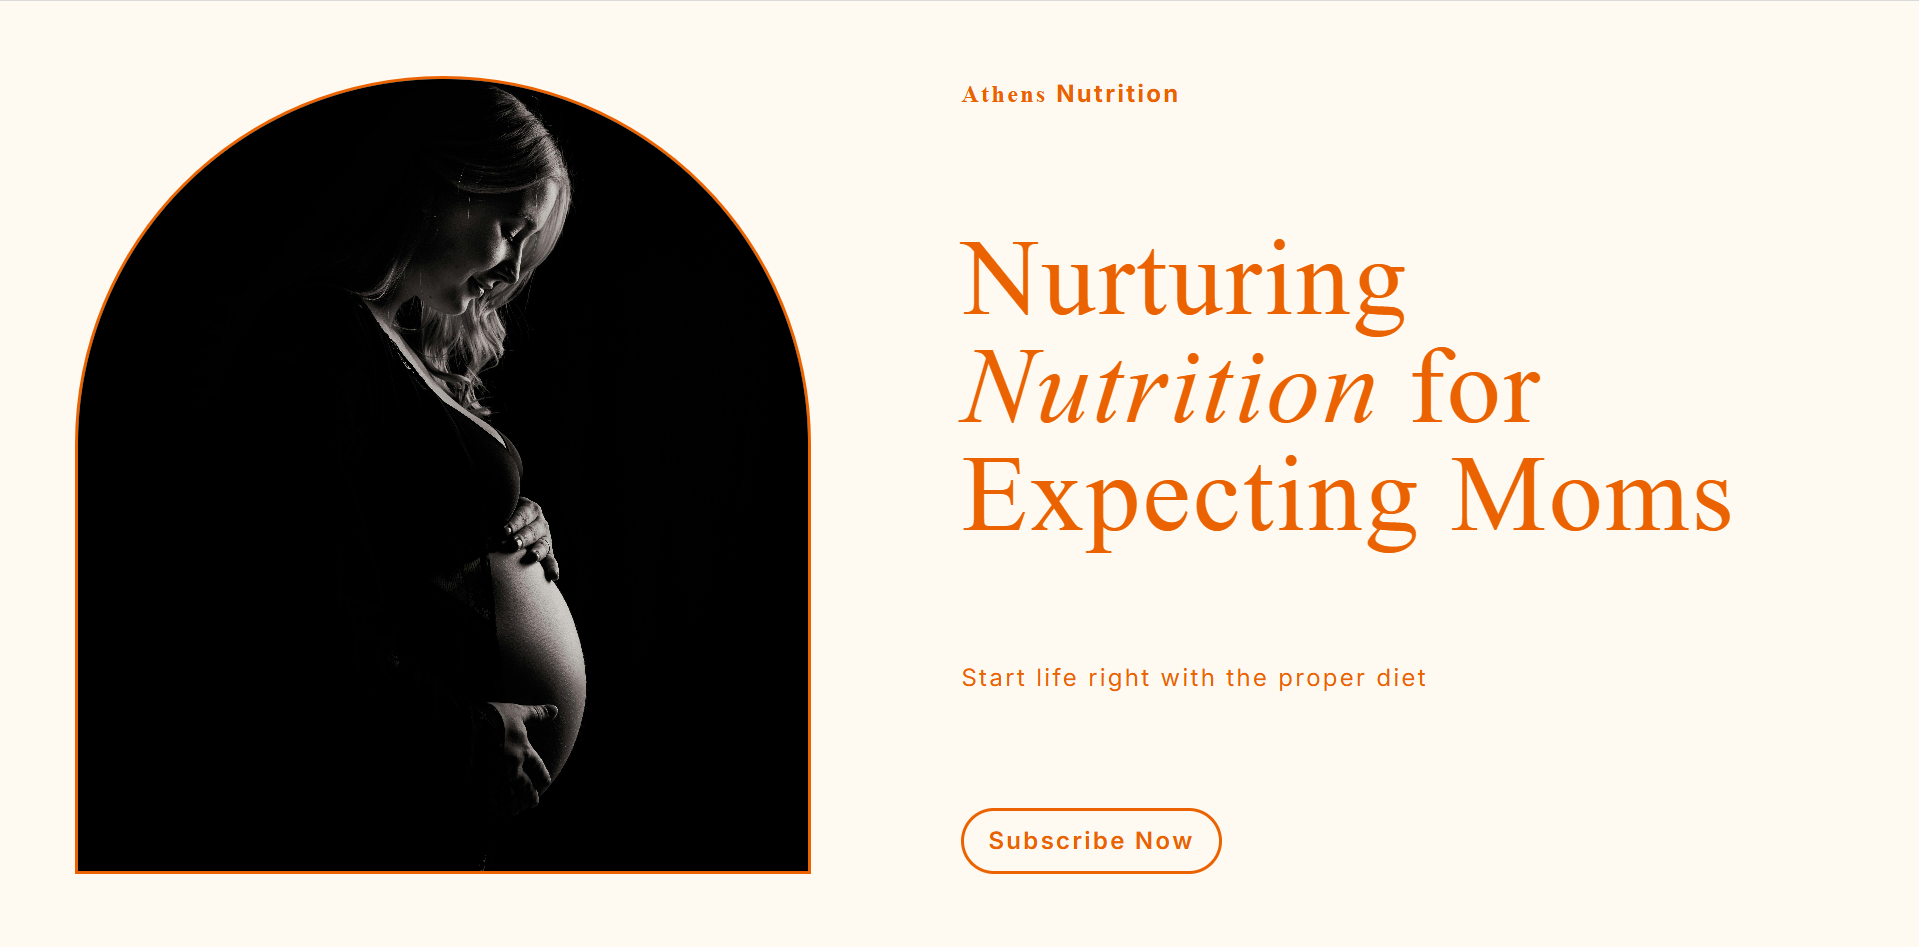 Athens Nutrition
Nurturing
Nutrition for
Expecting Moms
Start life right with the proper diet
Subscribe Now